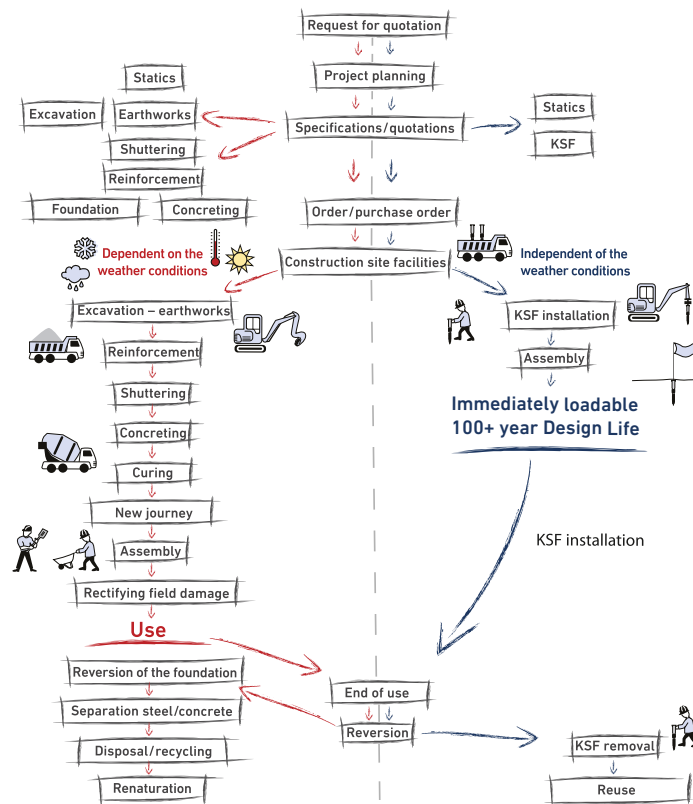 Request for quotation
Project planning
Specifications/quotations
Statics
Excavation
Earthworks
Shuttering
Reinforcement
Foundation
Concreting
Statics
KSF
Order/purchase order
Construction site facilities
Dependent on the
weather conditions
Independent of the
weather conditions
Excavation – earthworks
Reinforcement
Shuttering
Concreting
Curing
New journey
Assembly
Rectifying field damage
Use
KSF installation
Assembly
Immediately loadable
100+ year Design Life
KSF installation
End of use
Reversion
Reversion of the foundation
Separation steel/concrete
Disposal/recycling
Renaturation
KSF removal
Reuse